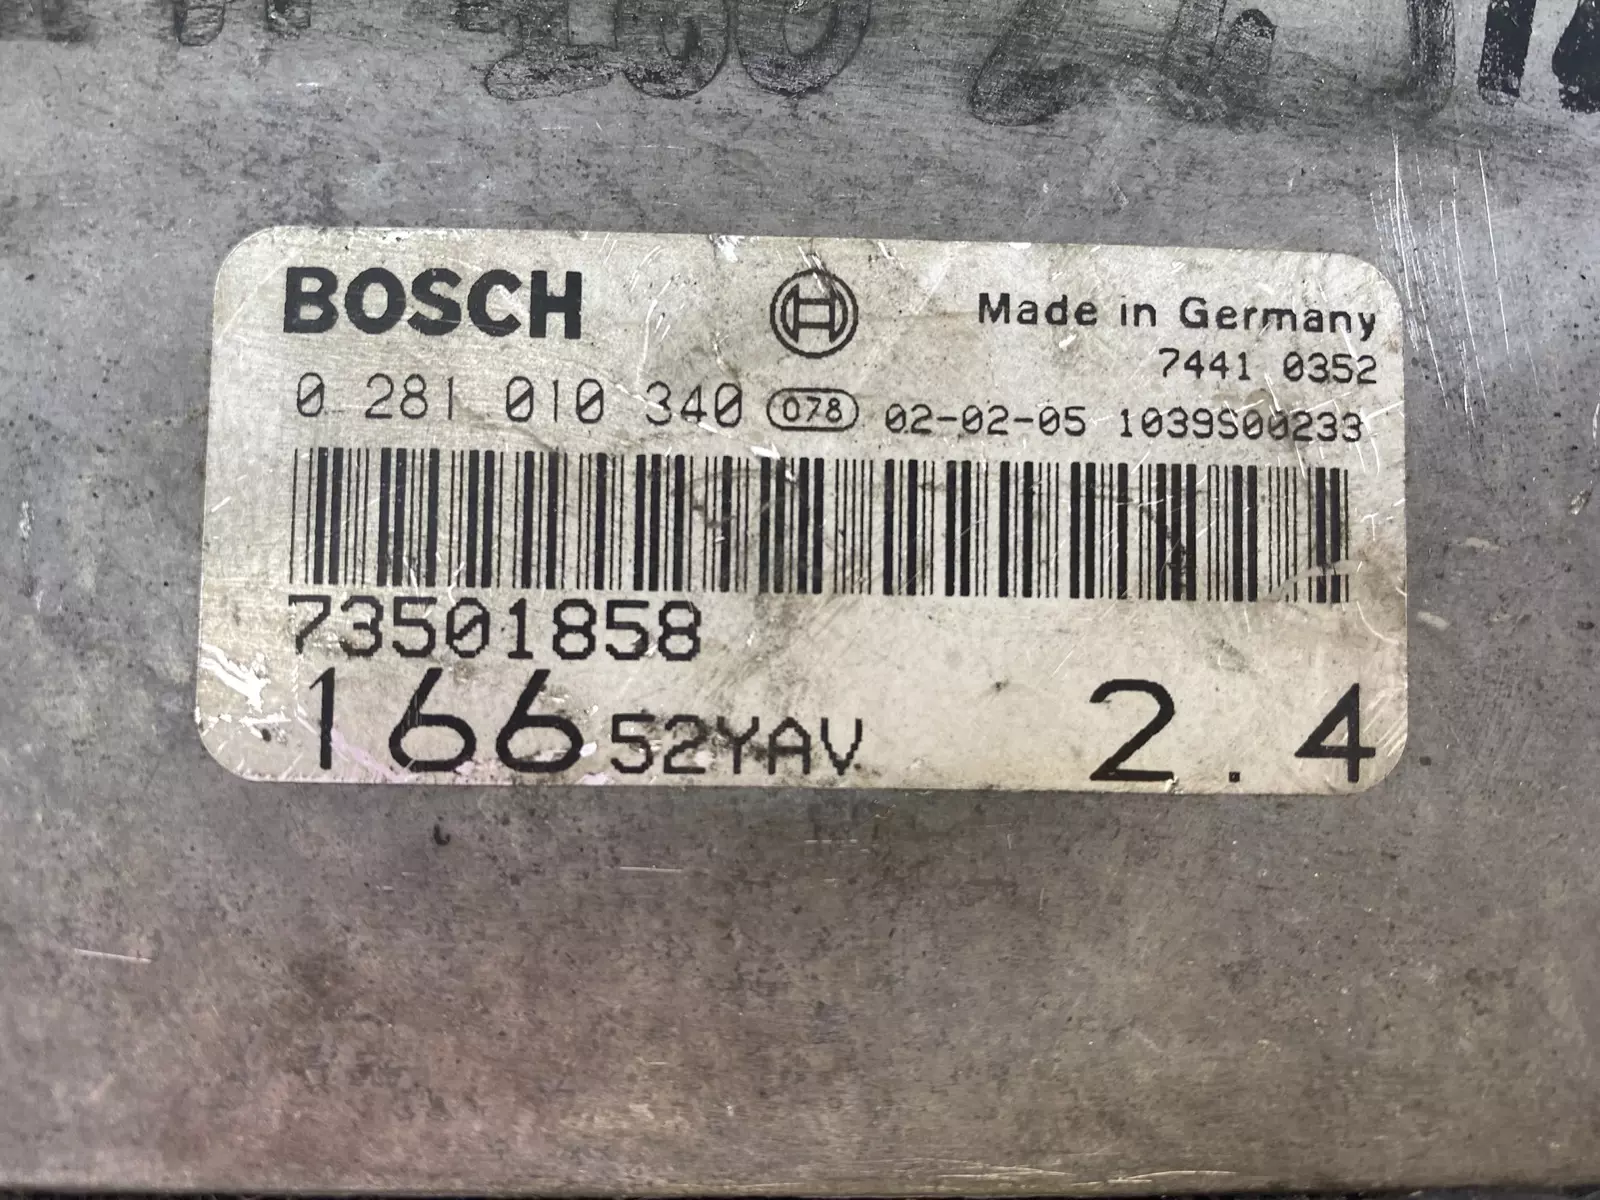 BOSCH
Made in Germany
7441 0352
0 281 010 340 078 02-02-05 1039S00233
73501858
166 52YAV 2.4